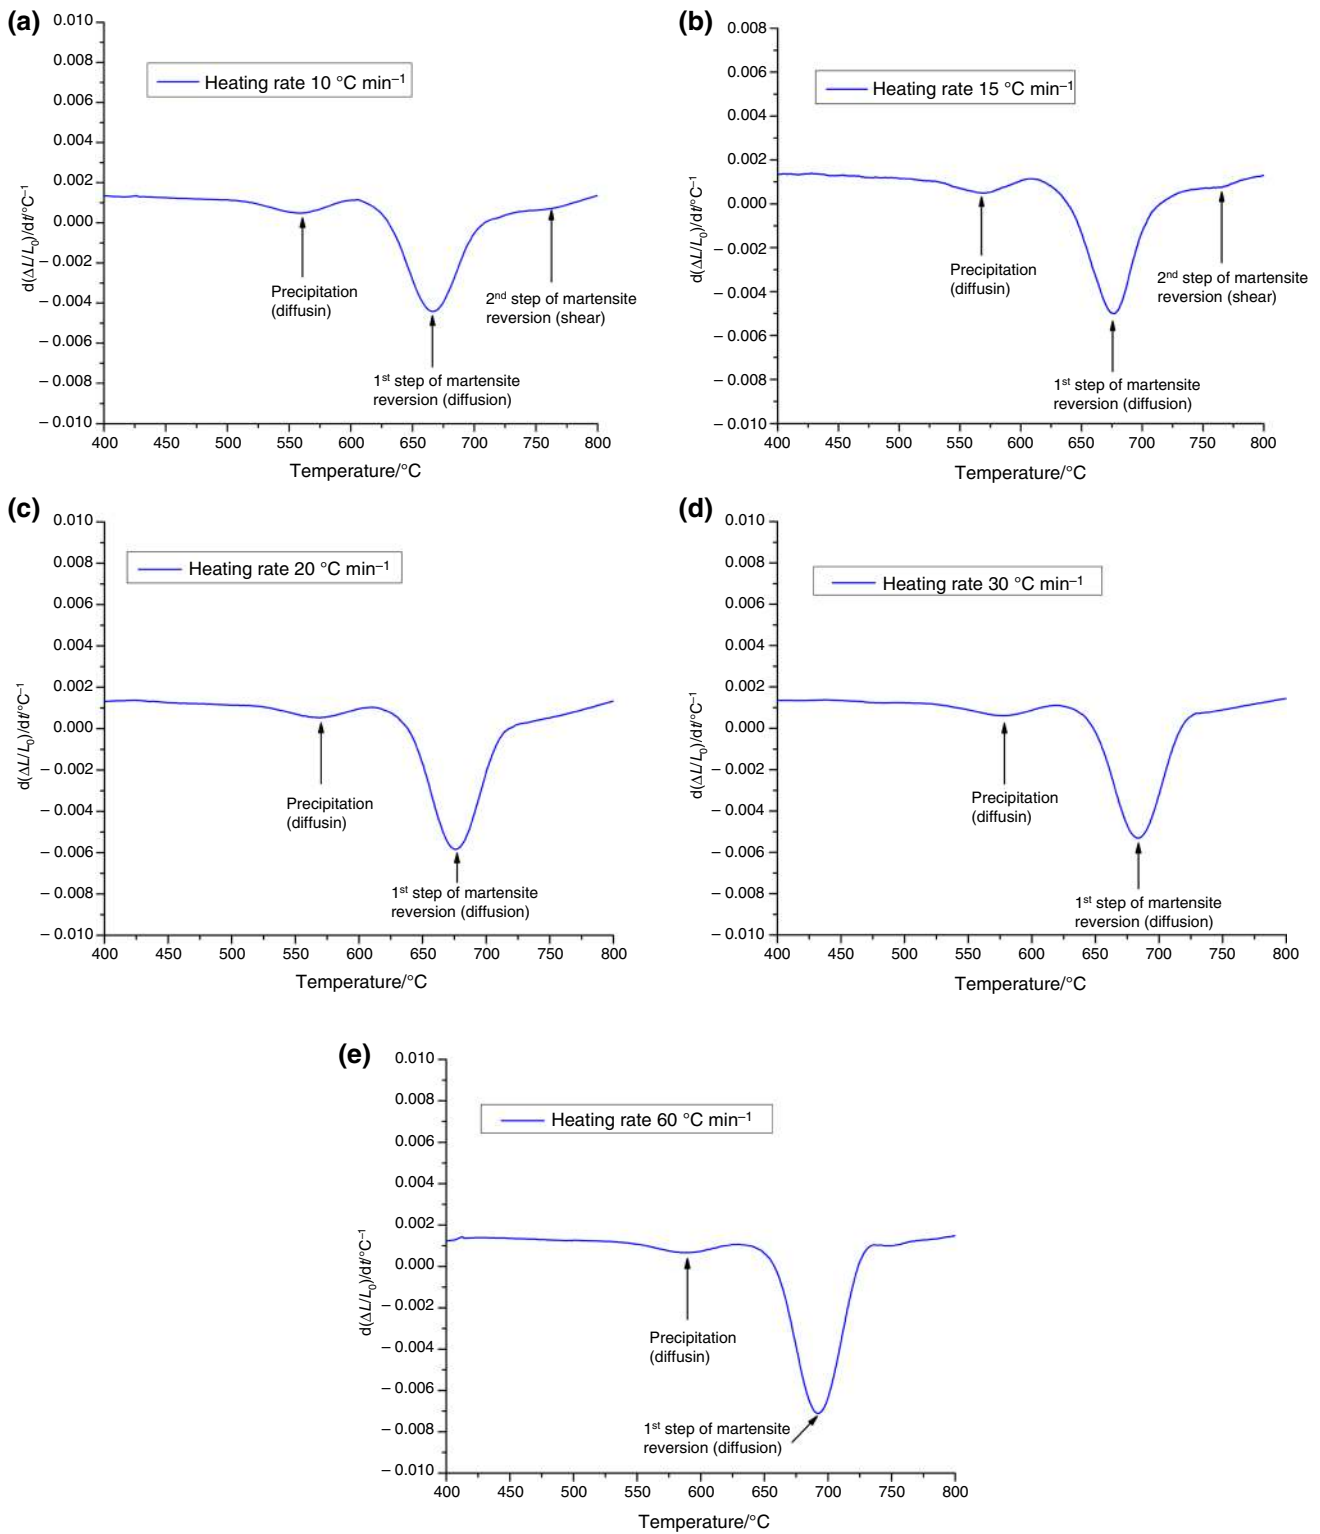 (a)
0.010
0.008
0.006
0.004
0.002
0.000
– 0.002
– 0.004
– 0.006
– 0.008
– 0.010
d(ΔL/L0)/dt/°C–1
Heating rate 10 °C min–1
Precipitation
(diffusin)
2nd step of martensite
reversion (shear)
1st step of martensite
reversion (diffusion)
400 450 500 550 600 650 700 750 800
Temperature/°C
(b)
0.008
0.006
0.004
0.002
0.000
– 0.002
– 0.004
– 0.006
– 0.008
– 0.010
d(ΔL/L0)/dt/°C–1
Heating rate 15 °C min–1
Precipitation
(diffusin)
2nd step of martensite
reversion (shear)
1st step of martensite
reversion (diffusion)
400 450 500 550 600 650 700 750 800
Temperature/°C
(c)
0.010
0.008
0.006
0.004
0.002
0.000
– 0.002
– 0.004
– 0.006
– 0.008
– 0.010
d(ΔL/L0)/dt/°C–1
Heating rate 20 °C min–1
Precipitation
(diffusin)
1st step of martensite
reversion (diffusion)
400 450 500 550 600 650 700 750 800
Temperature/°C
(d)
0.010
0.008
0.006
0.004
0.002
0.000
– 0.002
– 0.004
– 0.006
– 0.008
– 0.010
d(ΔL/L0)/dt/°C–1
Heating rate 30 °C min–1
Precipitation
(diffusin)
1st step of martensite
reversion (diffusion)
400 450 500 550 600 650 700 750 800
Temperature/°C
(e)
0.010
0.008
0.006
0.004
0.002
0.000
– 0.002
– 0.004
– 0.006
– 0.008
– 0.010
d(ΔL/L0)/dt/°C–1
Heating rate 60 °C min–1
Precipitation
(diffusin)
1st step of martensite
reversion (diffusion)
400 450 500 550 600 650 700 750 800
Temperature/°C